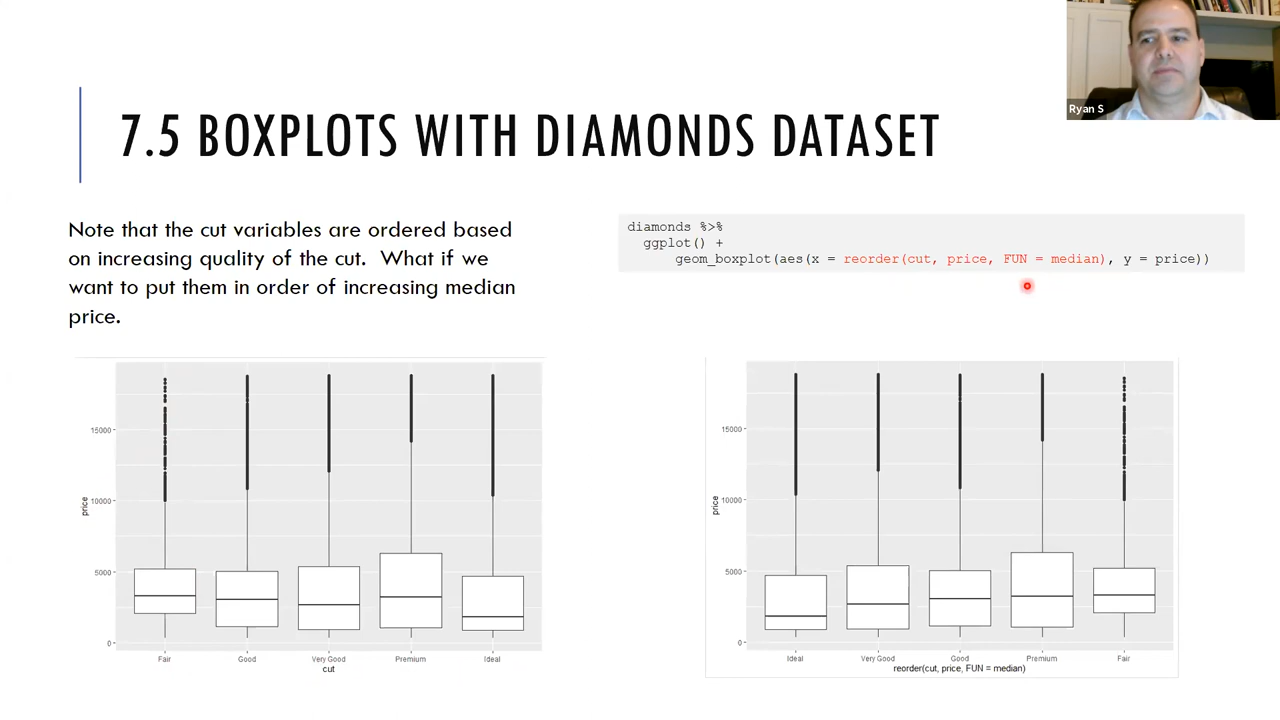 Ryan S
7.5 BOXPLOTS WITH DIAMONDS DATASET
Note that the cut variables are ordered based
on increasing quality of the cut.  What if we
want to put them in order of increasing median
price.
diamonds %>%
ggplot() +
geom_boxplot(aes(x = reorder(cut, price, FUN = median), y = price))
15000
10000
5000
0
price
Fair Good Very Good Premium Ideal
cut
15000
10000
5000
0
price
Ideal Very Good Good Premium Fair
reorder(cut, price, FUN = median)